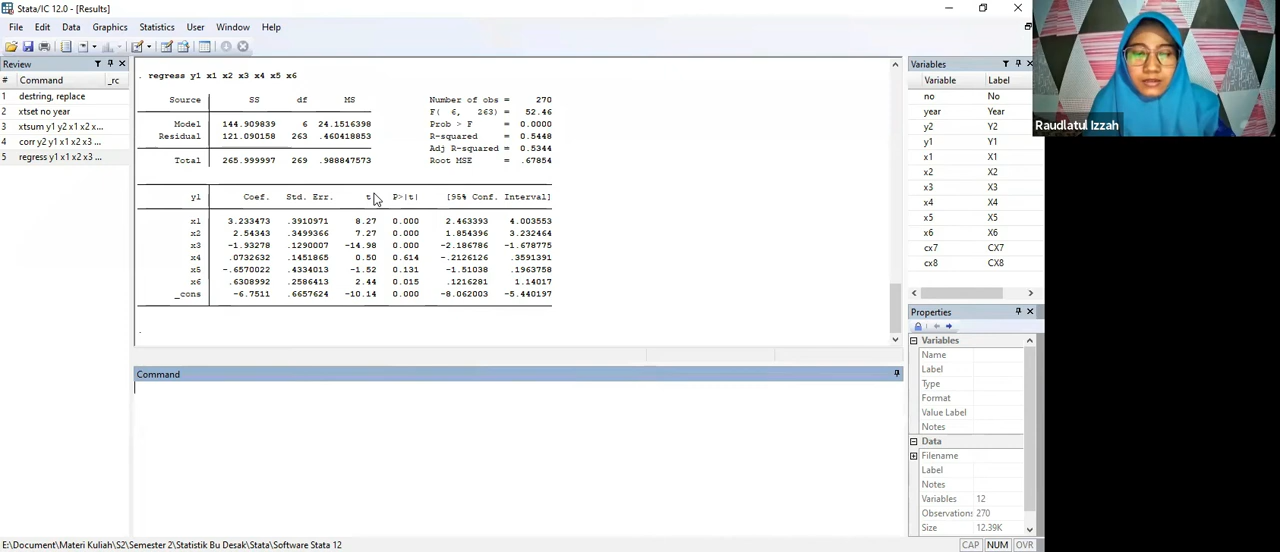 Stata/IC 12.0 - [Results]
File Edit Data Graphics Statistics User Window Help
Review
# Command _rc
1 destring, replace
2 xtset no year
3 xtsum y1 y2 x1 x2 x...
4 corr y2 y1 x1 x2 x3 ...
5 regress y1 x1 x2 x3 ...
. regress y1 x1 x2 x3 x4 x5 x6
Source SS df MS Number of obs = 270
F( 6, 263) = 52.46
Model 144.909839 6 24.1516398 Prob > F = 0.0000
Residual 121.090158 263 .460418853 R-squared = 0.5448
Adj R-squared = 0.5344
Total 265.999997 269 .988847573 Root MSE = .67854
y1 Coef. Std. Err. t P>|t| [95% Conf. Interval]
x1 3.233473 .3910971 8.27 0.000 2.463393 4.003553
x2 2.54343 .3499366 7.27 0.000 1.854396 3.232464
x3 -1.93278 .1290007 -14.98 0.000 -2.186786 -1.678775
x4 .0732632 .1451865 0.50 0.614 -.2126126 .3591391
x5 -.6570022 .4334013 -1.52 0.131 -1.51038 .1963758
x6 .6308992 .2586413 2.44 0.015 .1216281 1.14017
_cons -6.7511 .6657624 -10.14 0.000 -8.062003 -5.440197
.
Command
Variables
Variable Label
no No
year Year
y2 Y2
y1 Y1
x1 X1
x2 X2
x3 X3
x4 X4
x5 X5
x6 X6
cx7 CX7
cx8 CX8
Properties
Variables
Name
Label
Type
Format
Value Label
Notes
Data
Filename
Label
Notes
Variables 12
Observations 270
Size 12.39K
Raudlatul Izzah
E:\Document\Materi Kuliah\S2\Semester 2\Statistik Bu Desak\Stata\Software Stata 12
CAP NUM OVR